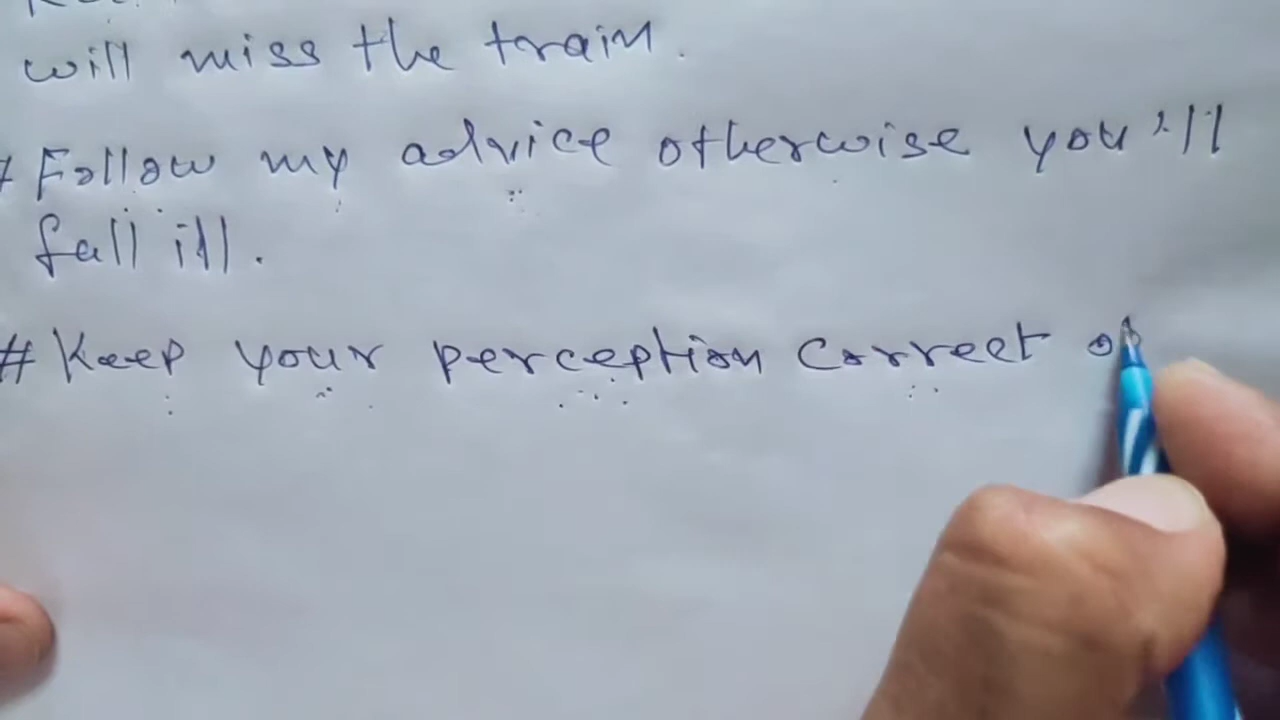 will miss the train.
# Follow my advice otherwise you'll
fall ill.
# Keep your perception correct